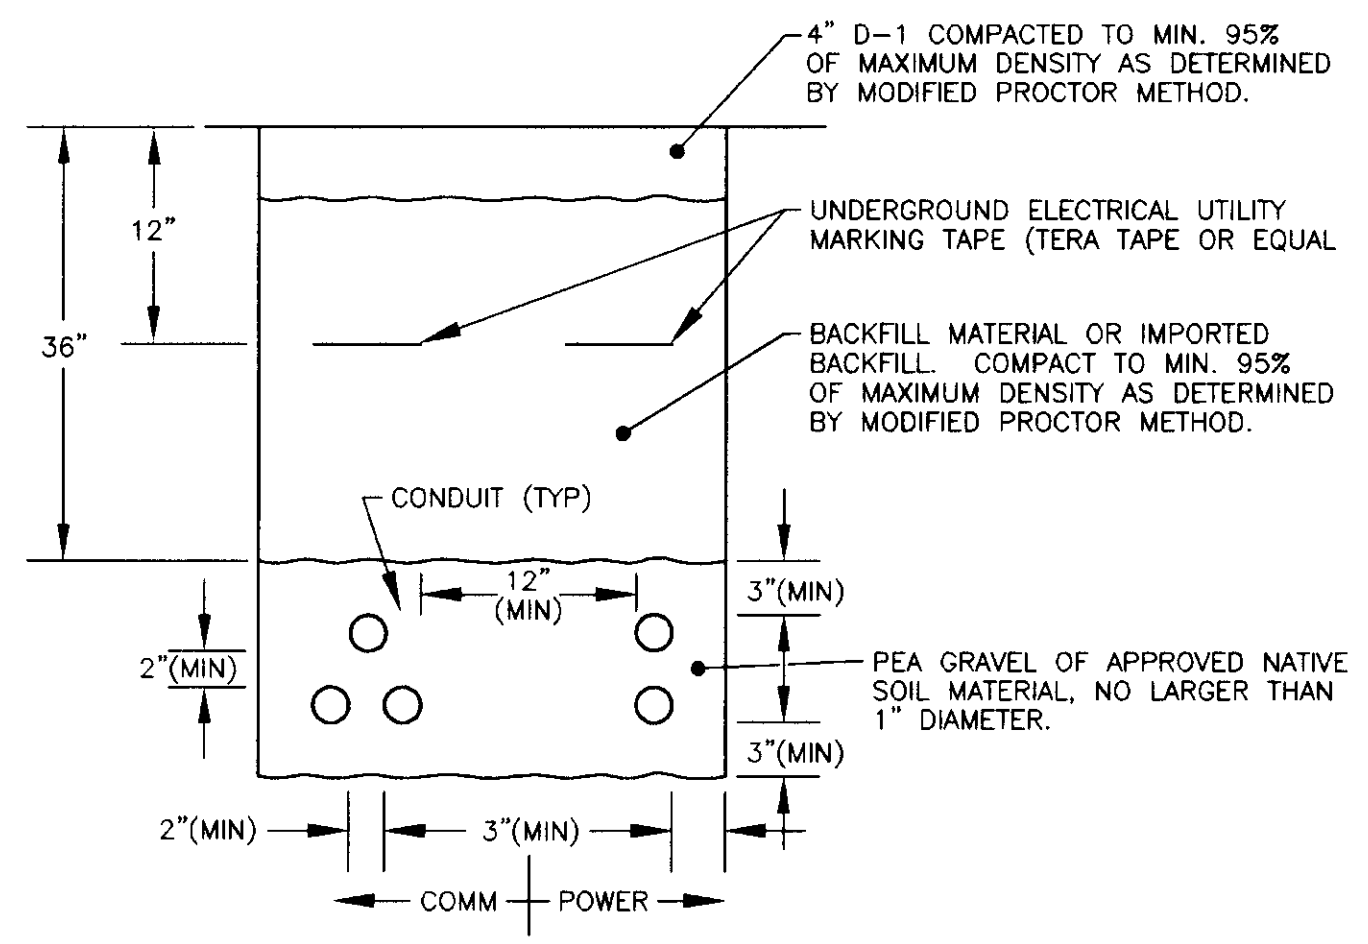 4" D-1 COMPACTED TO MIN. 95%
OF MAXIMUM DENSITY AS DETERMINED
BY MODIFIED PROCTOR METHOD.
12"
UNDERGROUND ELECTRICAL UTILITY
MARKING TAPE (TERA TAPE OR EQUAL
36"
BACKFILL MATERIAL OR IMPORTED
BACKFILL. COMPACT TO MIN. 95%
OF MAXIMUM DENSITY AS DETERMINED
BY MODIFIED PROCTOR METHOD.
CONDUIT (TYP)
12"
(MIN)
3"(MIN)
2"(MIN)
PEA GRAVEL OF APPROVED NATIVE
SOIL MATERIAL, NO LARGER THAN
1" DIAMETER.
3"(MIN)
2"(MIN)
3"(MIN)
COMM
POWER